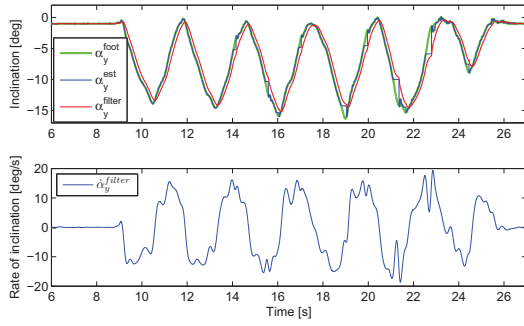 0
−5
−10
−15
Inclination [deg]
α_y^foot
α_y^est
α_y^filter
6 8 10 12 14 16 18 20 22 24 26
Time [s]
20
10
0
−10
−20
Rate of Inclination [deg/s]
α̇_y^filter
6 8 10 12 14 16 18 20 22 24 26
Time [s]